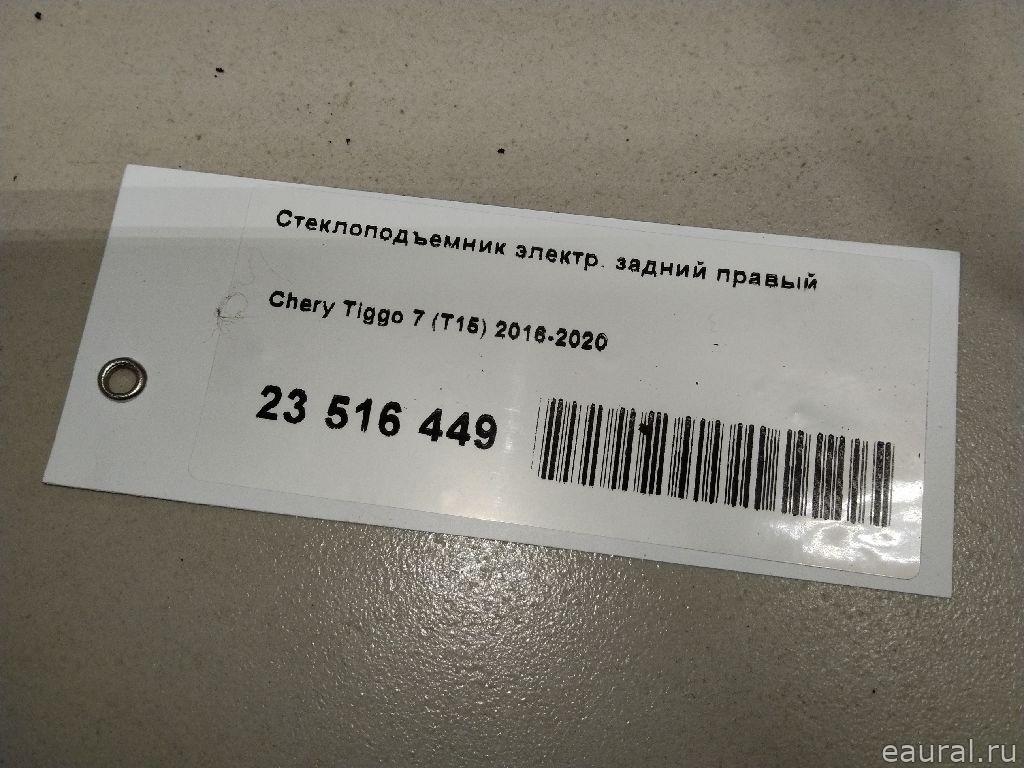 Стеклоподъемник электр. задний правый
Chery Tiggo 7 (T15) 2016-2020
23 516 449
eaural.ru